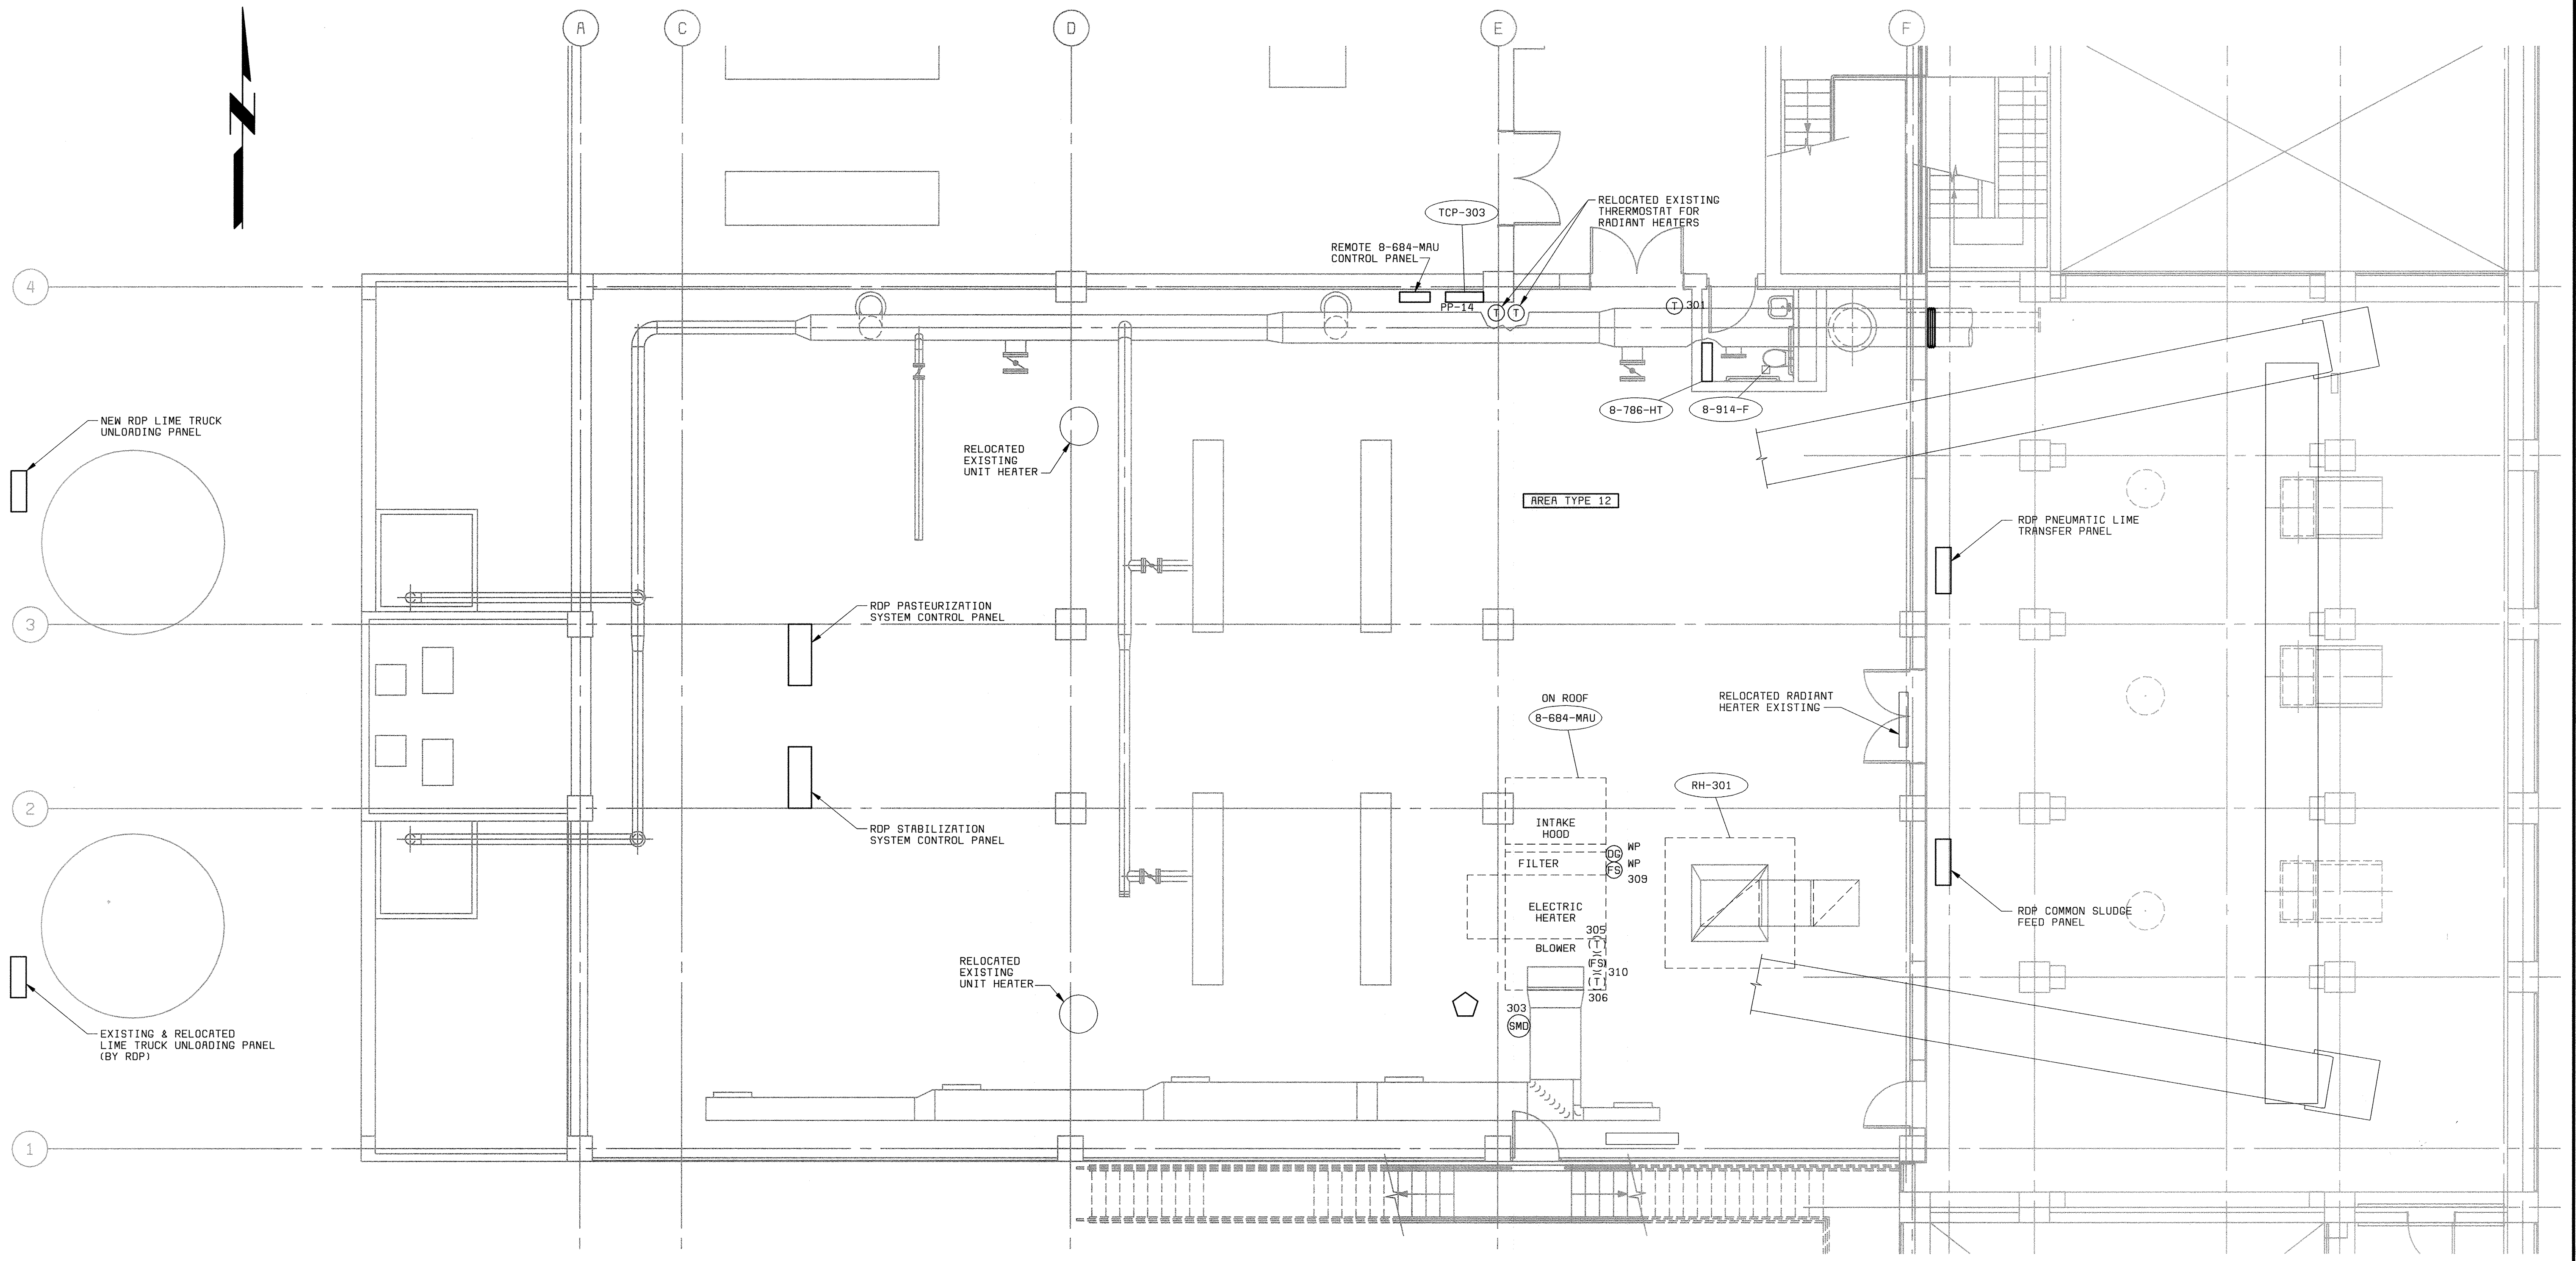 A
C
D
E
F
N
4
3
2
1
TCP-303
RELOCATED EXISTING
THRERMOSTAT FOR
RADIANT HEATERS
REMOTE 8-684-MAU
CONTROL PANEL
PP-14
T
T
T
301
8-786-HT
8-914-F
NEW RDP LIME TRUCK
UNLOADING PANEL
RELOCATED
EXISTING
UNIT HEATER
AREA TYPE 12
RDP PNEUMATIC LIME
TRANSFER PANEL
RDP PASTEURIZATION
SYSTEM CONTROL PANEL
ON ROOF
8-684-MAU
RELOCATED RADIANT
HEATER EXISTING
RH-301
RDP STABILIZATION
SYSTEM CONTROL PANEL
INTAKE
HOOD
DG
WP
FILTER
FS
WP
309
ELECTRIC
HEATER
RDP COMMON SLUDGE
FEED PANEL
305
BLOWER
(T)
(FS)
310
(T)
306
RELOCATED
EXISTING
UNIT HEATER
303
SMD
EXISTING & RELOCATED
LIME TRUCK UNLOADING PANEL
(BY RDP)